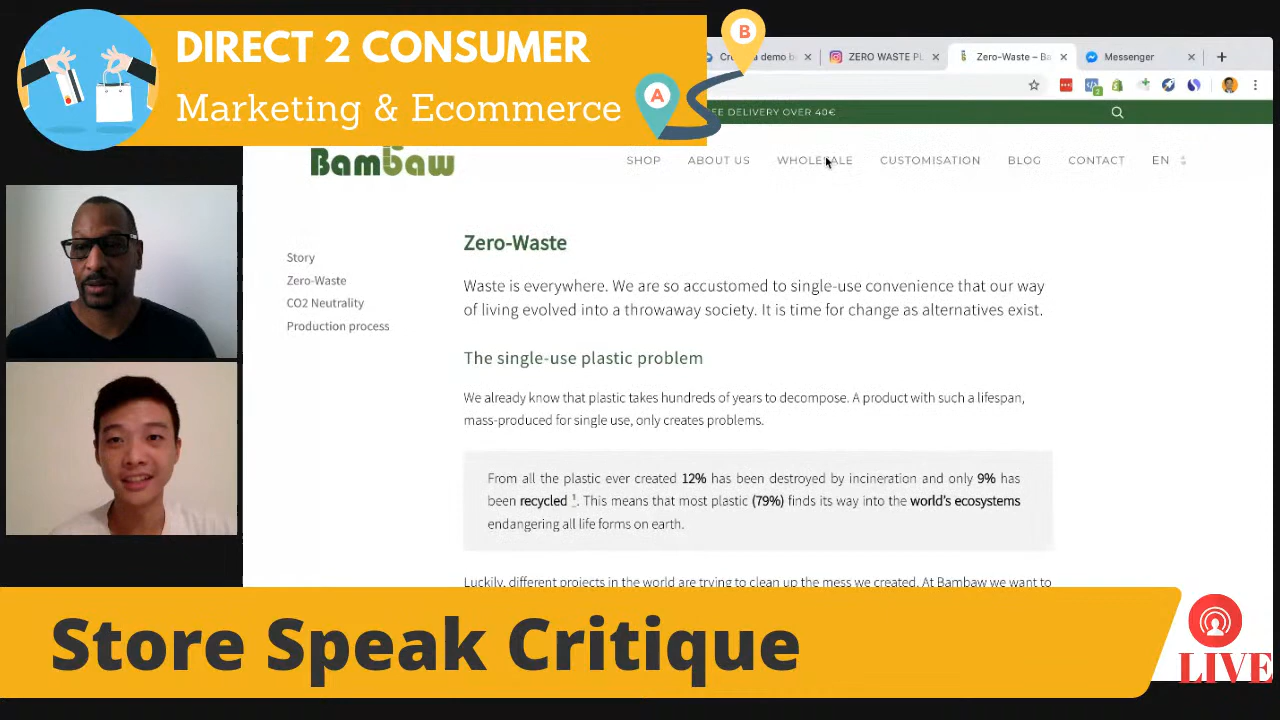 DIRECT 2 CONSUMER
Marketing & Ecommerce
A
B
ZERO WASTE PL
Zero-Waste – Ba
Messenger
2
EE DELIVERY OVER 40€
Bambaw
SHOP ABOUT US WHOLESALE CUSTOMISATION BLOG CONTACT EN
Story
Zero-Waste
CO2 Neutrality
Production process
Zero-Waste
Waste is everywhere. We are so accustomed to single-use convenience that our way
of living evolved into a throwaway society. It is time for change as alternatives exist.
The single-use plastic problem
We already know that plastic takes hundreds of years to decompose. A product with such a lifespan,
mass-produced for single use, only creates problems.
From all the plastic ever created 12% has been destroyed by incineration and only 9% has
been recycled 1. This means that most plastic (79%) finds its way into the world's ecosystems
endangering all life forms on earth.
Luckily, different projects in the world are trying to clean up the mess we created. At Bambaw we want to
Store Speak Critique
LIVE